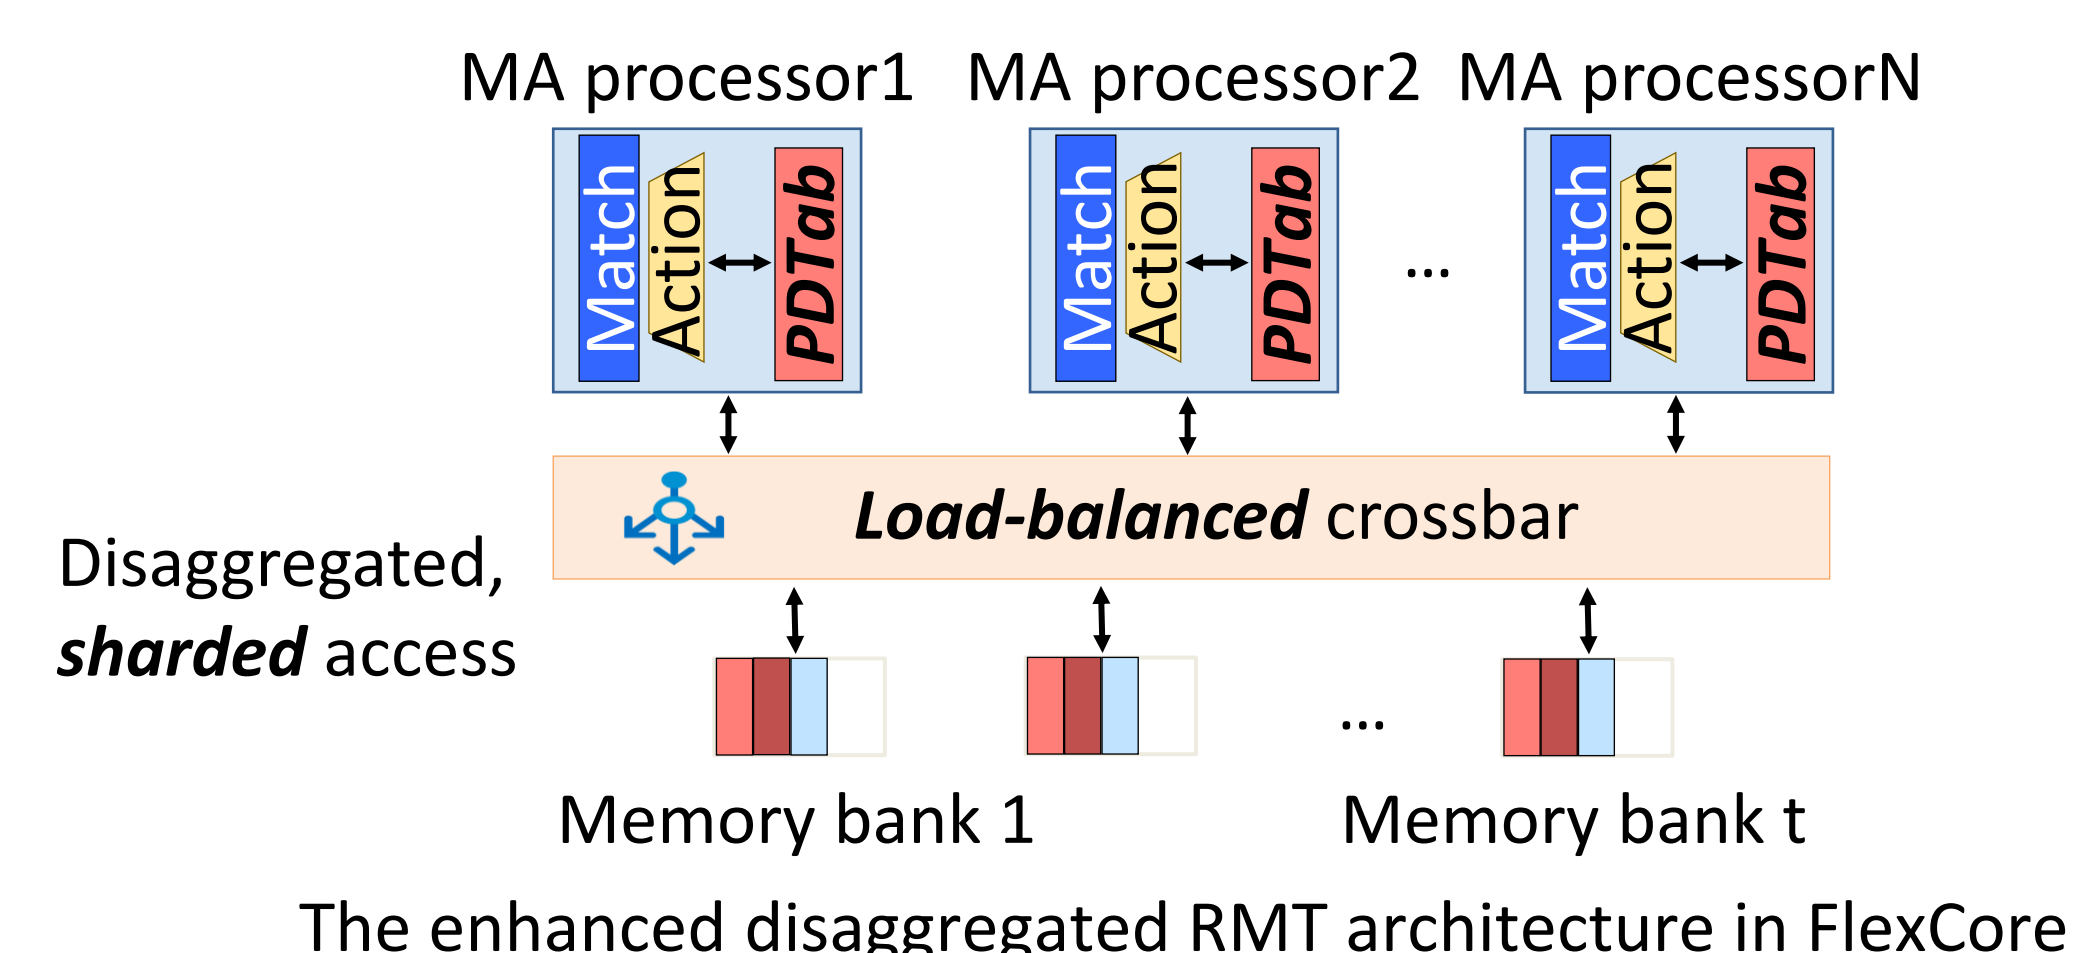 MA processor1 MA processor2 MA processorN
Match Action PDTab Match Action PDTab ... Match Action PDTab
Load-balanced crossbar
Disaggregated,
sharded access
...
Memory bank 1 Memory bank t
The enhanced disaggregated RMT architecture in FlexCore